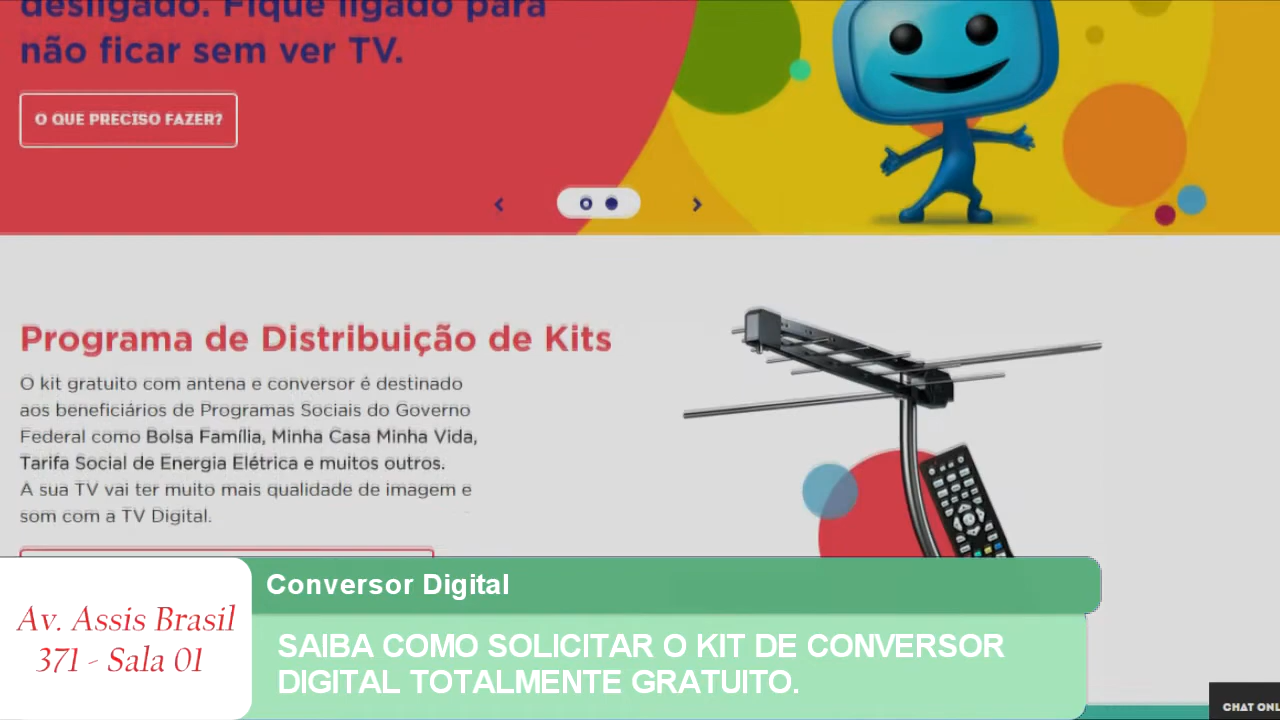 desligado. Fique ligado para
não ficar sem ver TV.
O QUE PRECISO FAZER?
Programa de Distribuição de Kits
O kit gratuito com antena e conversor é destinado
aos beneficiários de Programas Sociais do Governo
Federal como Bolsa Família, Minha Casa Minha Vida,
Tarifa Social de Energia Elétrica e muitos outros.
A sua TV vai ter muito mais qualidade de imagem e
som com a TV Digital.
Conversor Digital
Av. Assis Brasil
371 - Sala 01
SAIBA COMO SOLICITAR O KIT DE CONVERSOR
DIGITAL TOTALMENTE GRATUITO.
CHAT ONL